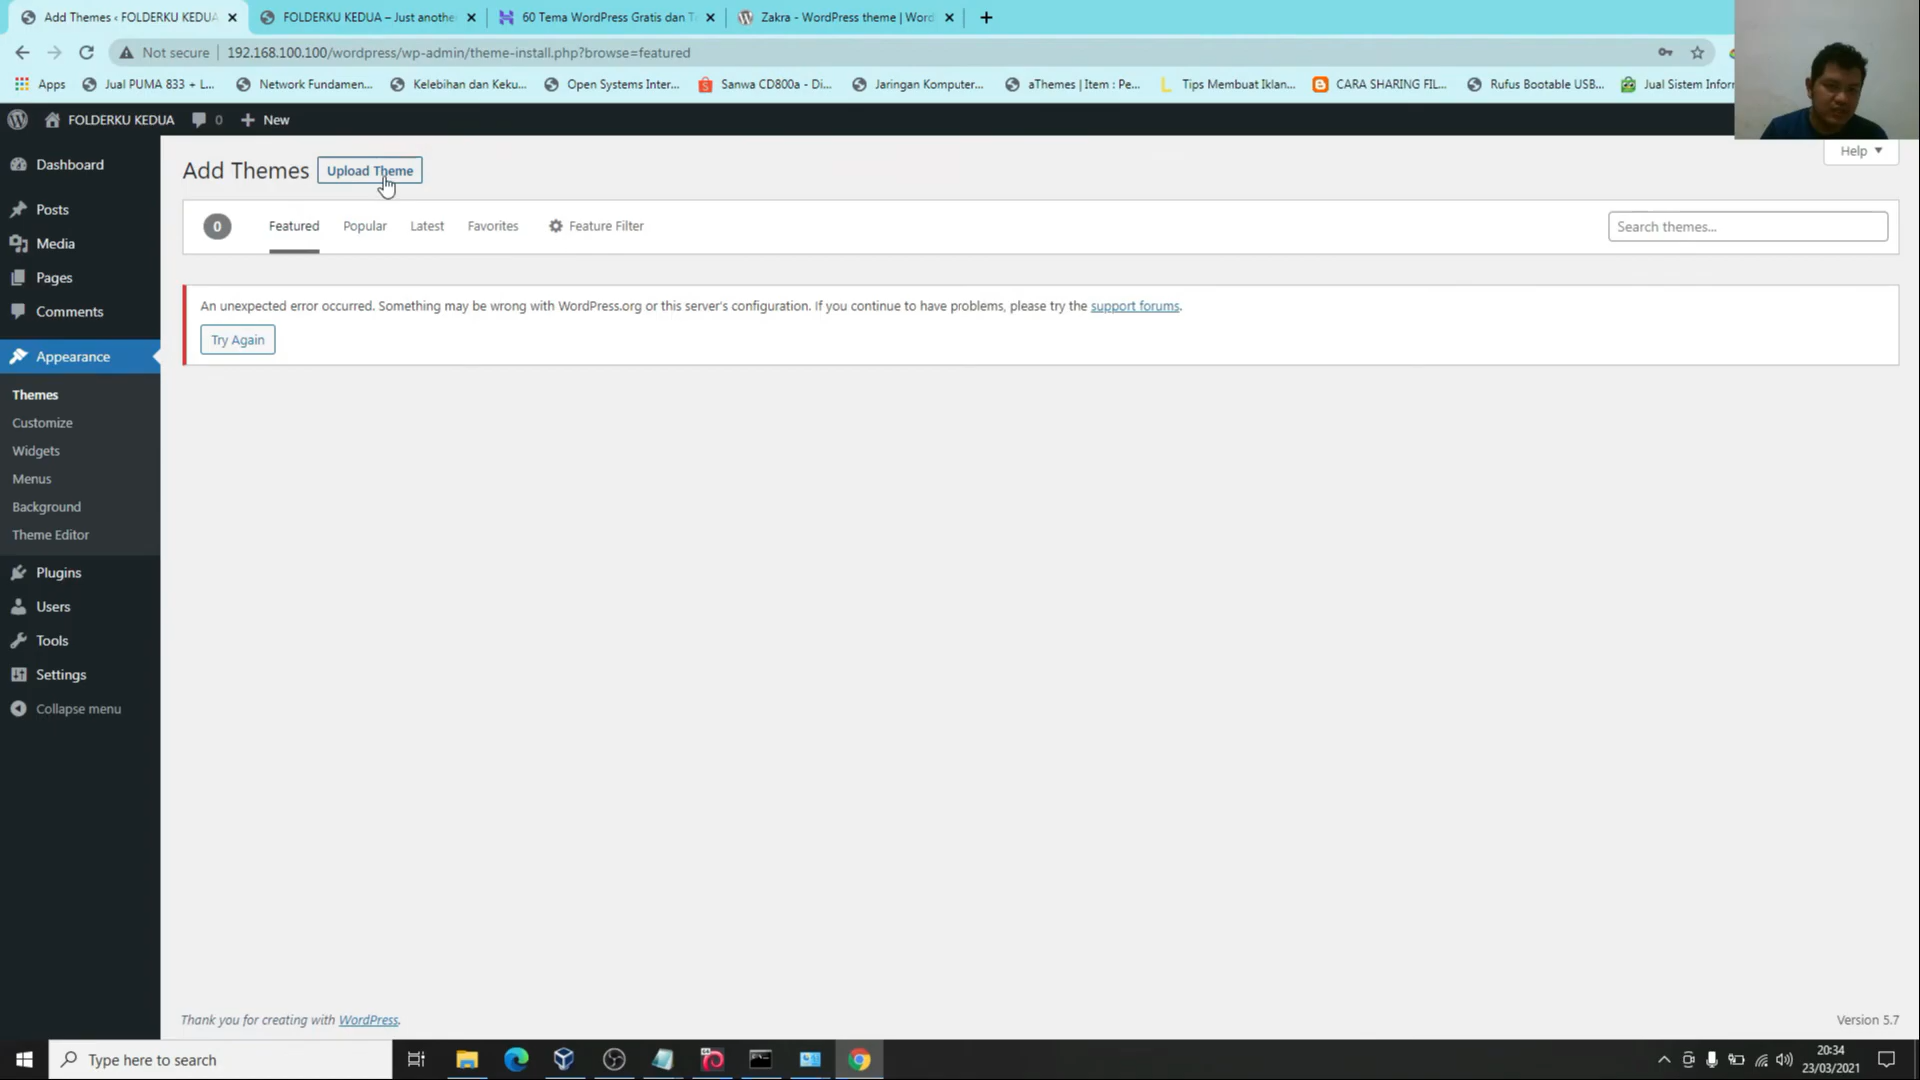 Add Themes ‹ FOLDERKU KEDUA
FOLDERKU KEDUA – Just anothe
60 Tema WordPress Gratis dan T
Zakra - WordPress theme | Word
Not secure
192.168.100.100/wordpress/wp-admin/theme-install.php?browse=featured
Apps
Jual PUMA 833 + L...
Network Fundamen...
Kelebihan dan Keku...
Open Systems Inter...
Sanwa CD800a - Di...
Jaringan Komputer...
aThemes | Item : Pe...
Tips Membuat Iklan...
CARA SHARING FIL...
Rufus Bootable USB...
Jual Sistem Inforr
FOLDERKU KEDUA
0
New
Help
Dashboard
Posts
Media
Pages
Comments
Appearance
Themes
Customize
Widgets
Menus
Background
Theme Editor
Plugins
Users
Tools
Settings
Collapse menu
Add Themes
Upload Theme
0
Featured
Popular
Latest
Favorites
Feature Filter
Search themes...
An unexpected error occurred. Something may be wrong with WordPress.org or this server's configuration. If you continue to have problems, please try the support forums.
Try Again
Thank you for creating with WordPress.
Version 5.7
Type here to search
20:34
23/03/2021